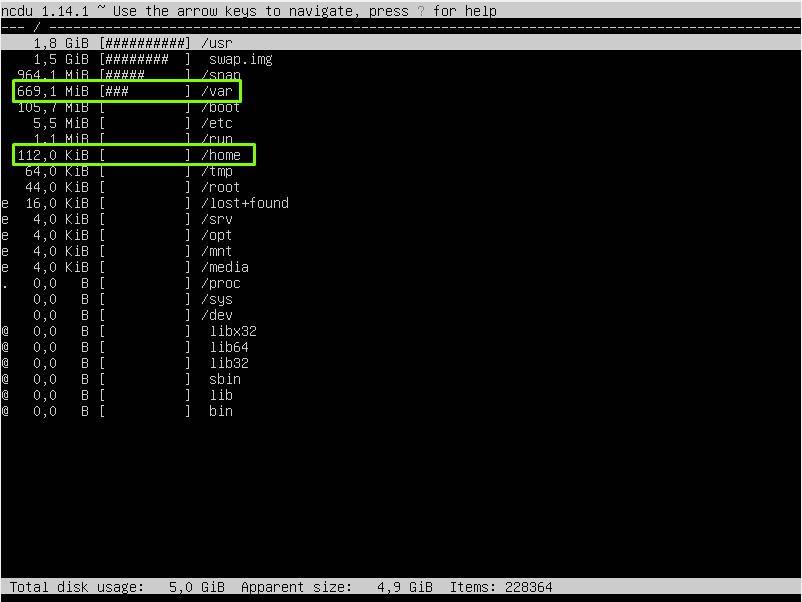 ncdu 1.14.1 ~ Use the arrow keys to navigate, press ? for help
--- / ---
1,8 GiB [##########] /usr
1,5 GiB [######## ] swap.img
964,1 MiB [##### ] /snap
669,1 MiB [### ] /var
105,7 MiB [ ] /boot
5,5 MiB [ ] /etc
1,1 MiB [ ] /run
112,0 KiB [ ] /home
64,0 KiB [ ] /tmp
44,0 KiB [ ] /root
e 16,0 KiB [ ] /lost+found
e 4,0 KiB [ ] /srv
e 4,0 KiB [ ] /opt
e 4,0 KiB [ ] /mnt
e 4,0 KiB [ ] /media
. 0,0 B [ ] /proc
0,0 B [ ] /sys
0,0 B [ ] /dev
@ 0,0 B [ ] libx32
@ 0,0 B [ ] lib64
@ 0,0 B [ ] lib32
@ 0,0 B [ ] sbin
@ 0,0 B [ ] lib
@ 0,0 B [ ] bin
Total disk usage: 5,0 GiB Apparent size: 4,9 GiB Items: 228364